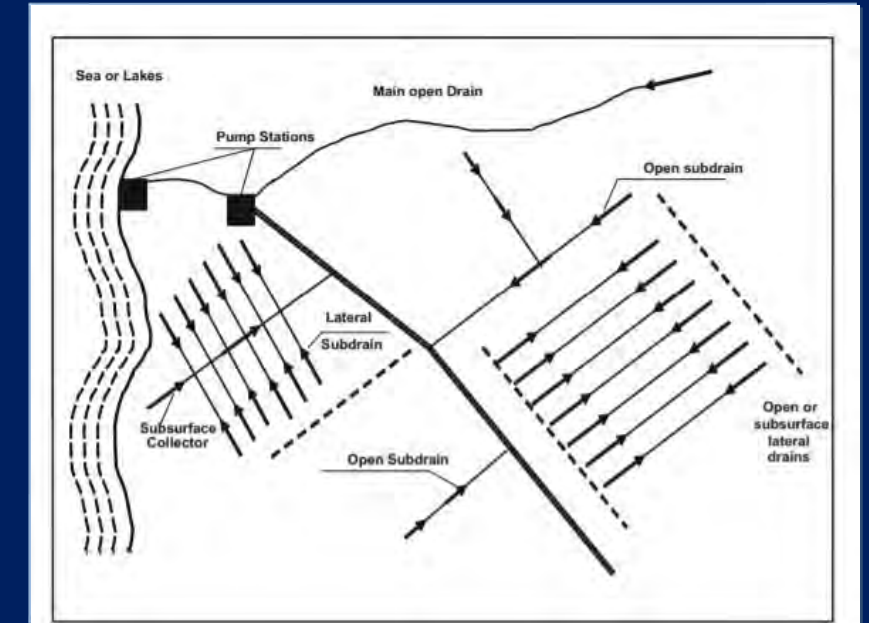 Sea or Lakes
Main open Drain
Pump Stations
Open subdrain
Lateral
Subdrain
Subsurface
Collector
Open Subdrain
Open or
subsurface
lateral
drains